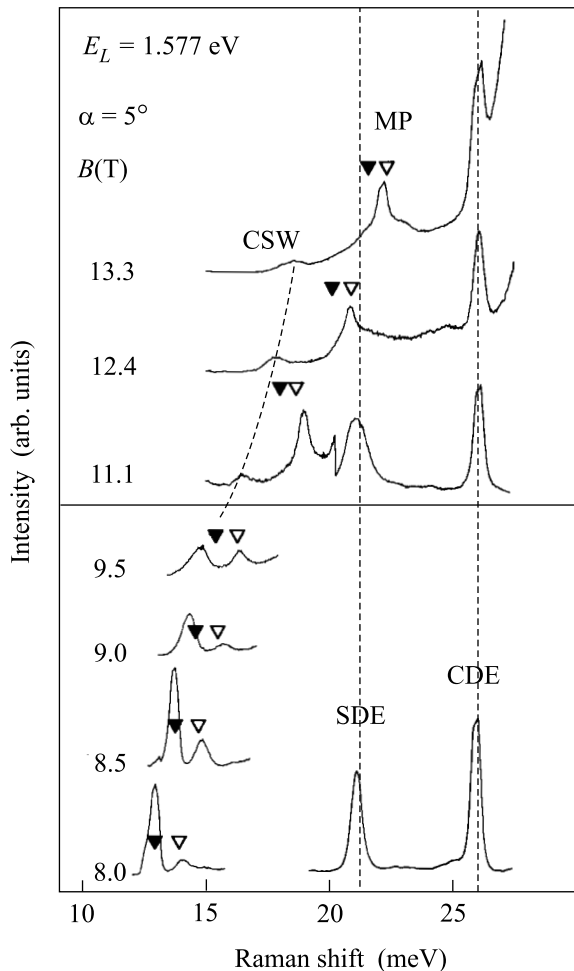 E_L = 1.577 eV
α = 5°
MP
B(T)
CSW
13.3
12.4
11.1
9.5
9.0
CDE
SDE
8.5
8.0
10 15 20 25
Raman shift (meV)
Intensity (arb. units)